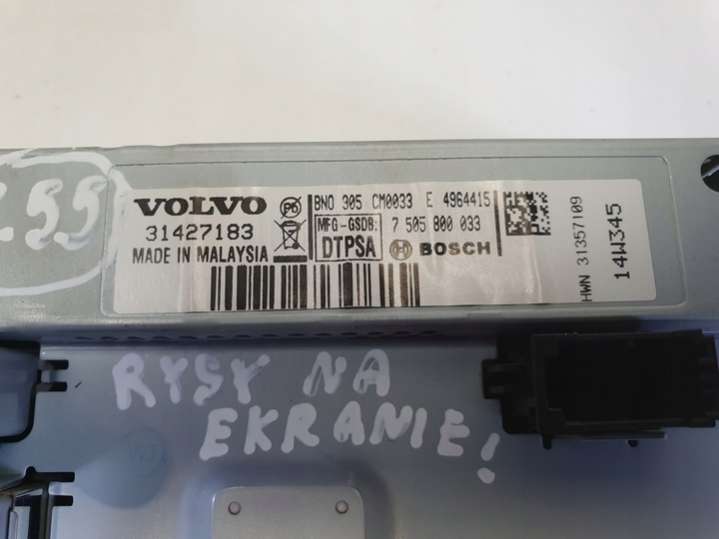 .55
VOLVO
31427183
MADE IN MALAYSIA
BNO 305 CM0033 E 4964415
MFG-GSDB: 7 505 800 033
DTPSA BOSCH
HWN 31357109
14W345
RYSY NA
EKRANIE!